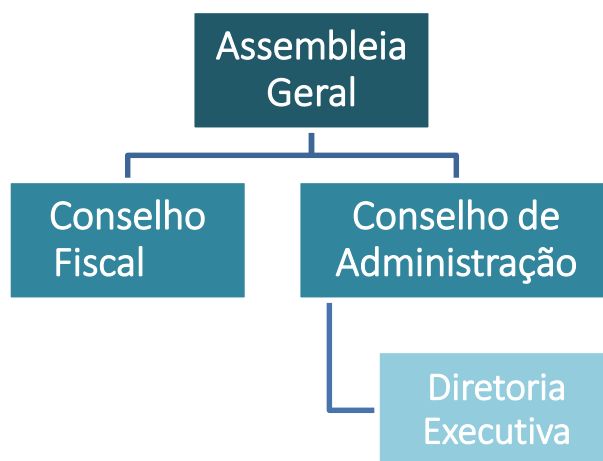 Assembleia
Geral
Conselho
Fiscal
Conselho de
Administração
Diretoria
Executiva